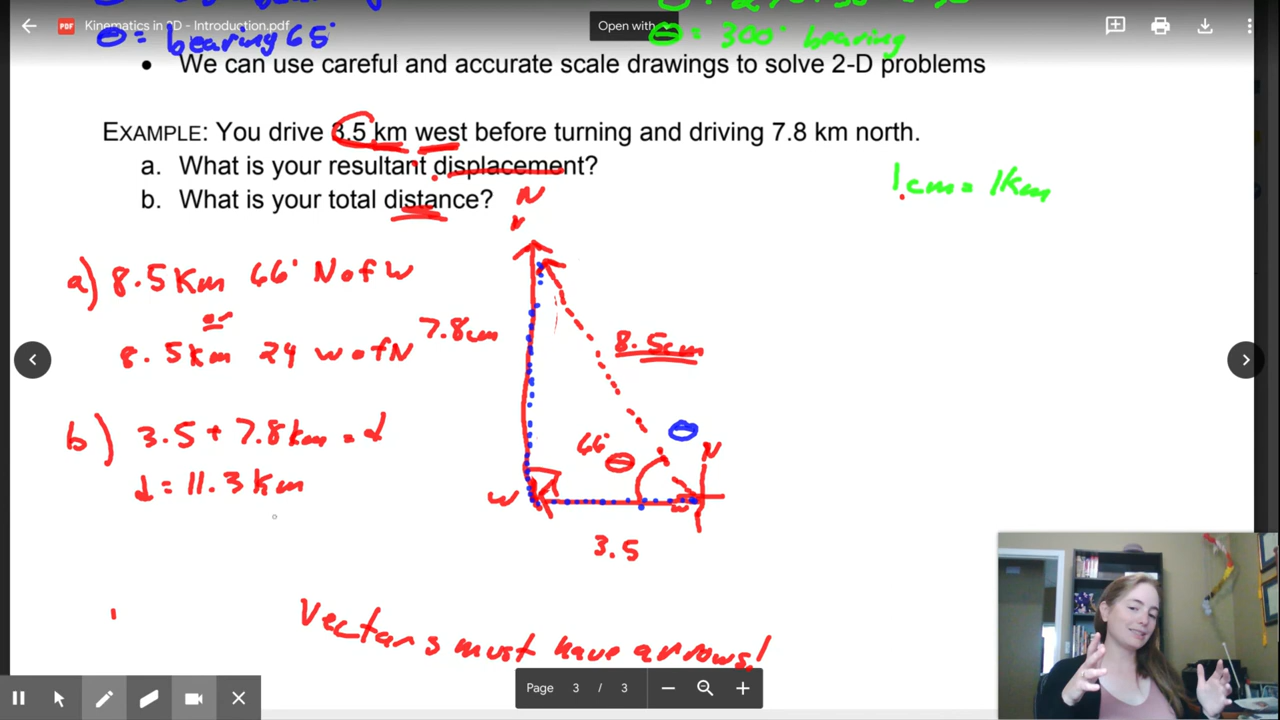 Kinematics in 2D - Introduction.pdf
Open with
θ = bearing 65°
θ = 300° bearing
• We can use careful and accurate scale drawings to solve 2-D problems
EXAMPLE: You drive 3.5 km west before turning and driving 7.8 km north.
a. What is your resultant displacement?
b. What is your total distance?
1cm = 1km
N
a) 8.5 Km 66° N of W
or
8.5km 24 W of N
7.8cm
8.5cm
b) 3.5 + 7.8km = d
d = 11.3 km
66°
θ
θ
N
W
w
3.5
Vectors must have arrows!
Page 3 / 3